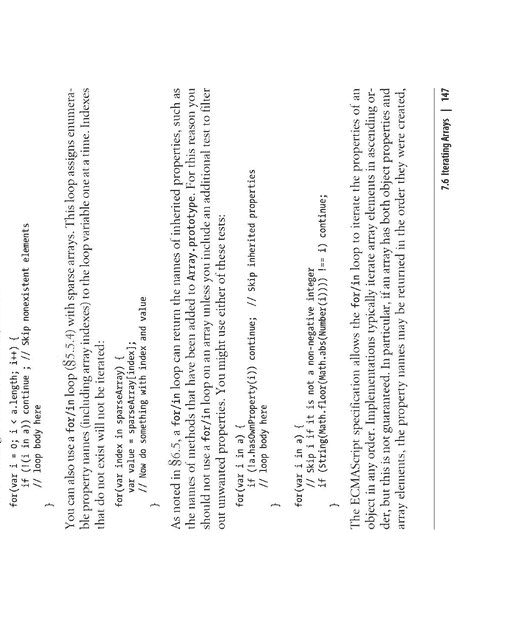 for(var i = 0; i < a.length; i++) {
if (!(i in a)) continue ; // Skip nonexistent elements
// loop body here
}
You can also use a for/in loop (§5.5.4) with sparse arrays. This loop assigns enumera-
ble property names (including array indexes) to the loop variable one at a time. Indexes
that do not exist will not be iterated:
for(var index in sparseArray) {
var value = sparseArray[index];
// Now do something with index and value
}
As noted in §6.5, a for/in loop can return the names of inherited properties, such as
the names of methods that have been added to Array.prototype. For this reason you
should not use a for/in loop on an array unless you include an additional test to filter
out unwanted properties. You might use either of these tests:
for(var i in a) {
if (!a.hasOwnProperty(i)) continue; // Skip inherited properties
// loop body here
}
for(var i in a) {
// Skip i if it is not a non-negative integer
if (String(Math.floor(Math.abs(Number(i)))) !== i) continue;
}
The ECMAScript specification allows the for/in loop to iterate the properties of an
object in any order. Implementations typically iterate array elements in ascending or-
der, but this is not guaranteed. In particular, if an array has both object properties and
array elements, the property names may be returned in the order they were created,
7.6 Iterating Arrays | 147